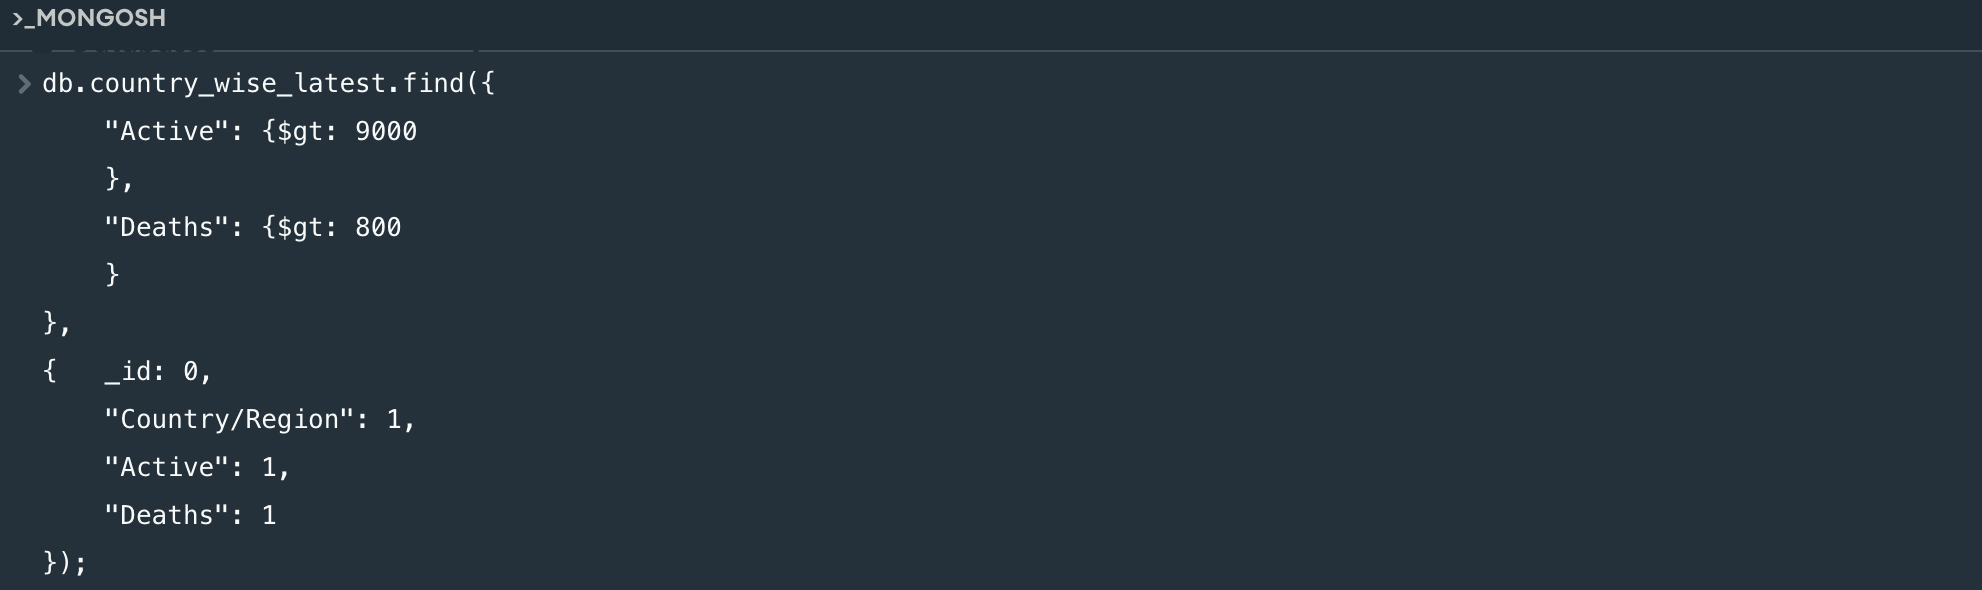 >_MONGOSH
db.country_wise_latest.find({
    "Active": {$gt: 9000
    },
    "Deaths": {$gt: 800
    }
},
{   _id: 0,
    "Country/Region": 1,
    "Active": 1,
    "Deaths": 1
});